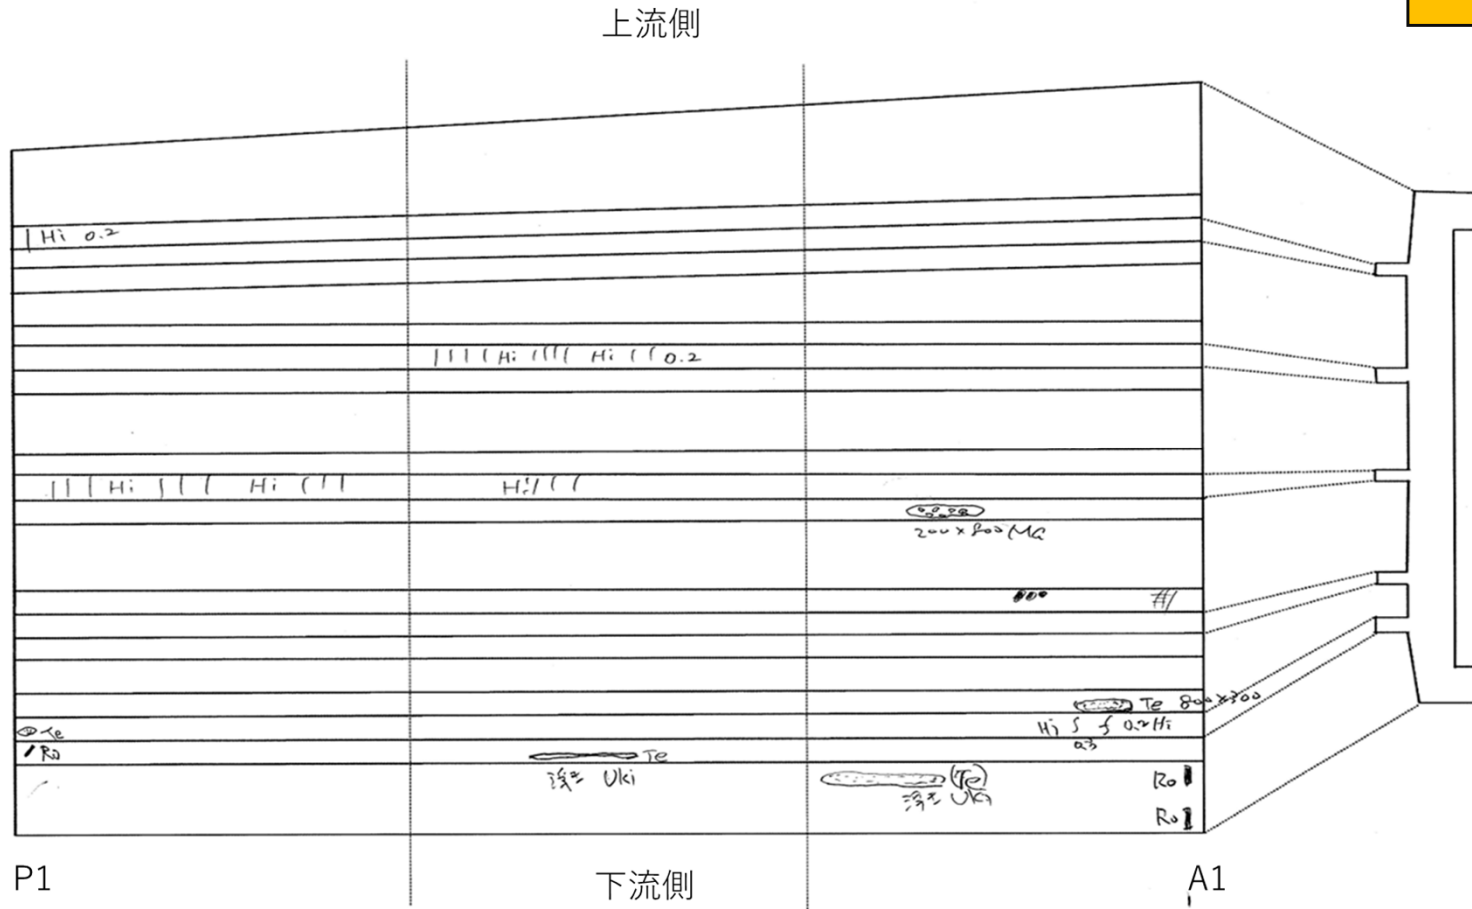 上流側
Hi 0.2
Hi Hi 0.2
Hi Hi Hi
200×800 Ma
Te 800×300
Te Hi 0.2 Hi
0.3
Ro Te
浮き Uki (Te) Ro
浮き Uki
Ro
P1 下流側 A1